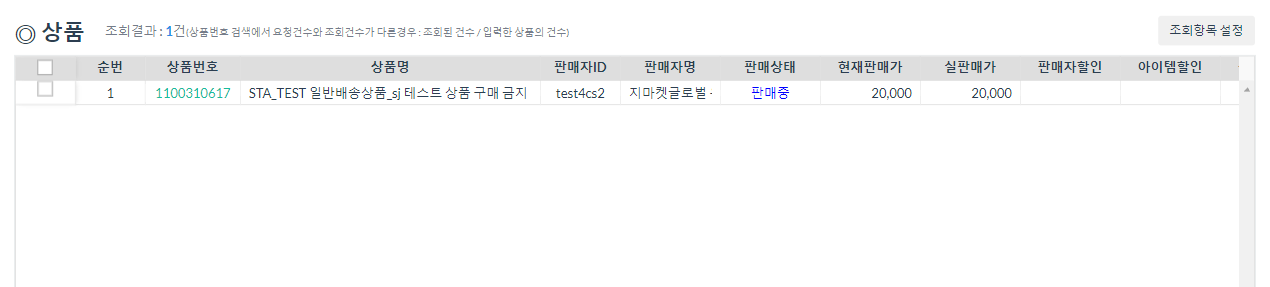 ◎ 상품 조회결과 : 1건(상품번호 검색에서 요청건수와 조회건수가 다른경우 : 조회된 건수 / 입력한 상품의 건수) 조회항목 설정
순번 상품번호 상품명 판매자ID 판매자명 판매상태 현재판매가 실판매가 판매자할인 아이템할인
1 1100310617 STA_TEST 일반배송상품_sj 테스트 상품 구매 금지 test4cs2 지마켓글로벌 판매중 20,000 20,000